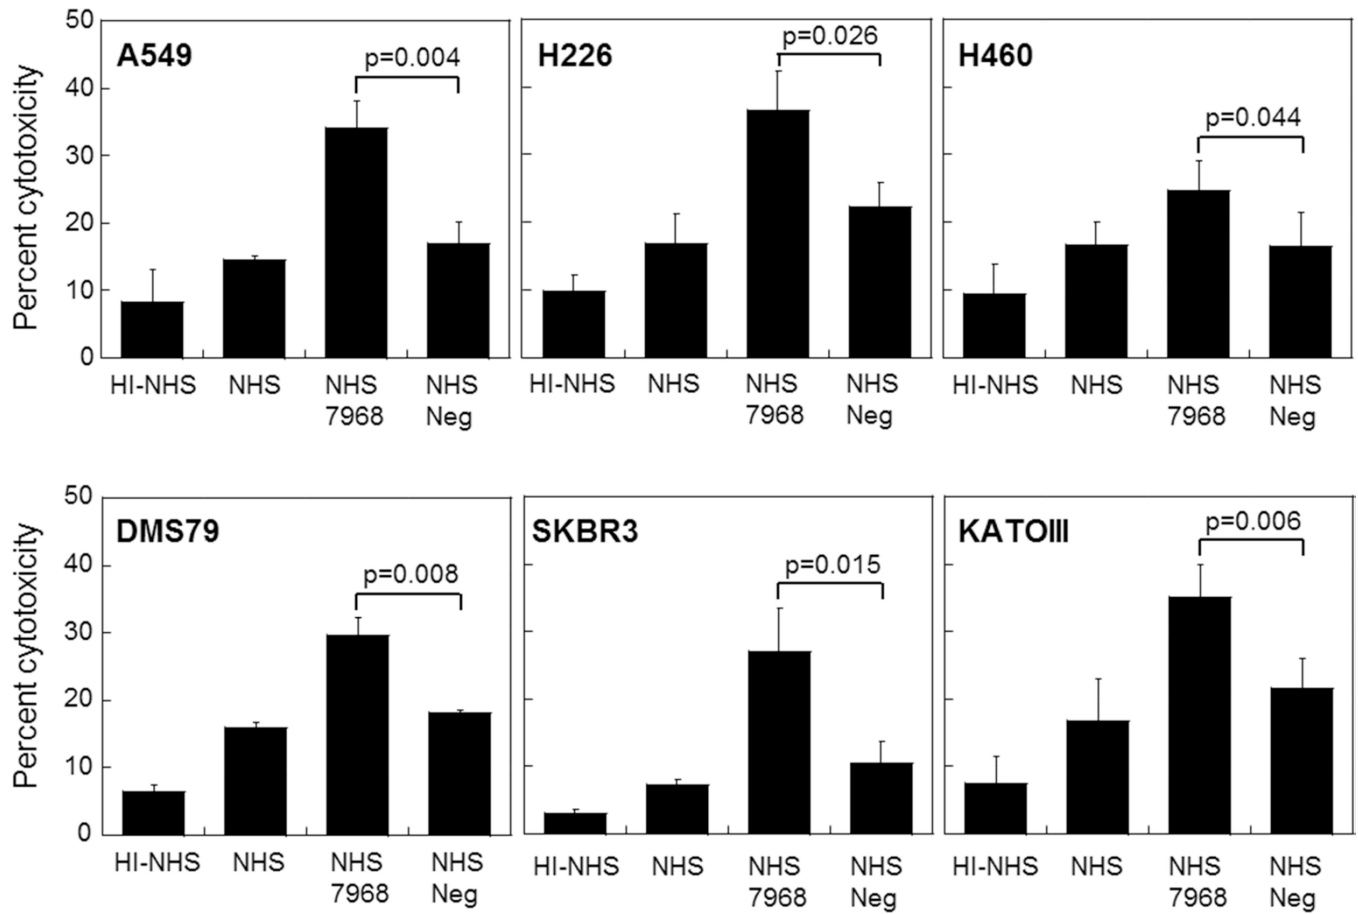 50
40
30
20
10
0
Percent cytotoxicity
A549
p=0.004
HI-NHS NHS NHS NHS
7968 Neg
H226
p=0.026
HI-NHS NHS NHS NHS
7968 Neg
H460
p=0.044
HI-NHS NHS NHS NHS
7968 Neg
50
40
30
20
10
0
Percent cytotoxicity
DMS79
p=0.008
HI-NHS NHS NHS NHS
7968 Neg
SKBR3
p=0.015
HI-NHS NHS NHS NHS
7968 Neg
KATOIII
p=0.006
HI-NHS NHS NHS NHS
7968 Neg